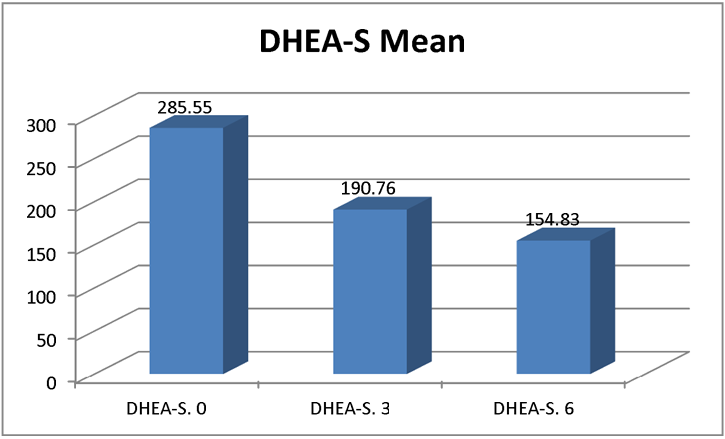 DHEA-S Mean
285.55
190.76
154.83
300
250
200
150
100
50
0
DHEA-S. 0
DHEA-S. 3
DHEA-S. 6